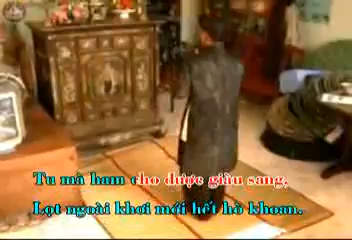 Tu mà ham cho được giàu sang,
Lọt ngoài khơi mới hết hò khoan.